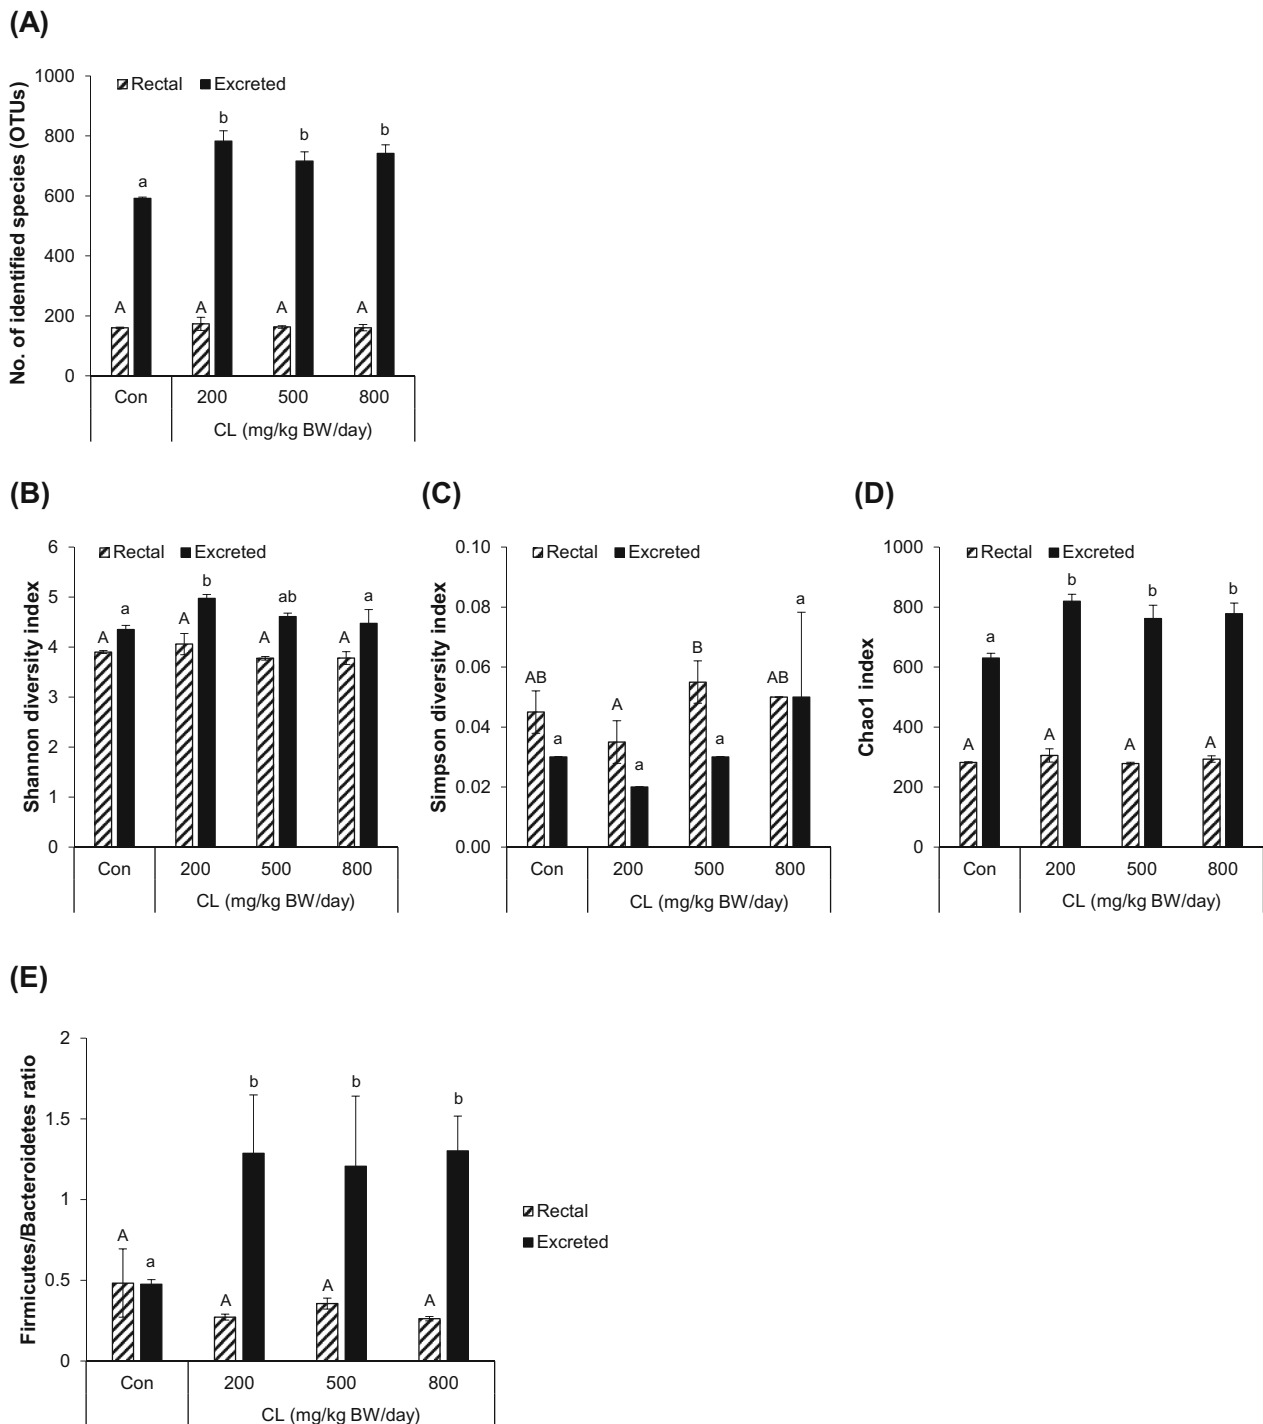 (A)
Rectal Excreted
No. of identified species (OTUs)
1000
800
600
400
200
0
a b b b
A A A A
Con 200 500 800
CL (mg/kg BW/day)
(B)
Rectal Excreted
Shannon diversity index
6
5
4
3
2
1
0
a b ab a
A A A A
Con 200 500 800
CL (mg/kg BW/day)
(C)
Rectal Excreted
Simpson diversity index
0.10
0.08
0.06
0.04
0.02
0.00
AB A B AB
a a a a
Con 200 500 800
CL (mg/kg BW/day)
(D)
Rectal Excreted
Chao1 index
1000
800
600
400
200
0
a b b b
A A A A
Con 200 500 800
CL (mg/kg BW/day)
(E)
Firmicutes/Bacteroidetes ratio
2
1.5
1
0.5
0
b b b
A a A A A
Rectal
Excreted
Con 200 500 800
CL (mg/kg BW/day)